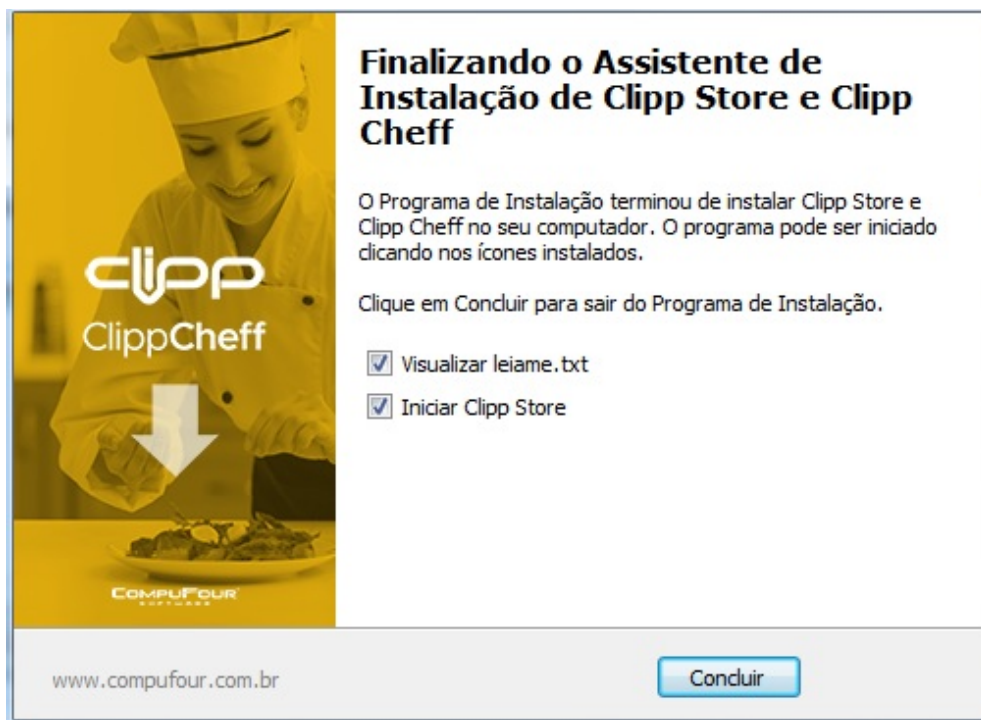 Finalizando o Assistente de
Instalação de Clipp Store e Clipp
Cheff
O Programa de Instalação terminou de instalar Clipp Store e
Clipp Cheff no seu computador. O programa pode ser iniciado
clicando nos ícones instalados.
Clique em Concluir para sair do Programa de Instalação.
Visualizar leiame.txt
Iniciar Clipp Store
clipp
ClippCheff
COMPUFOUR
SOFTWARE
www.compufour.com.br
Concluir